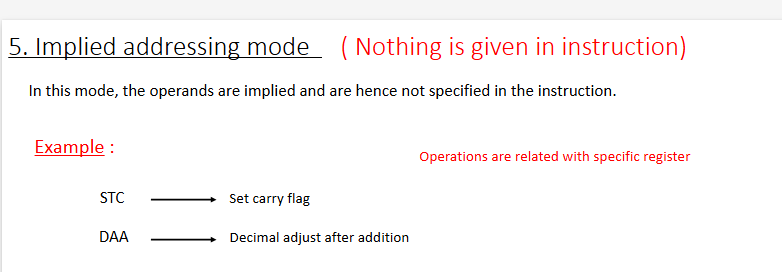 5. Implied addressing mode ( Nothing is given in instruction)
In this mode, the operands are implied and are hence not specified in the instruction.
Example :
Operations are related with specific register
STC Set carry flag
DAA Decimal adjust after addition